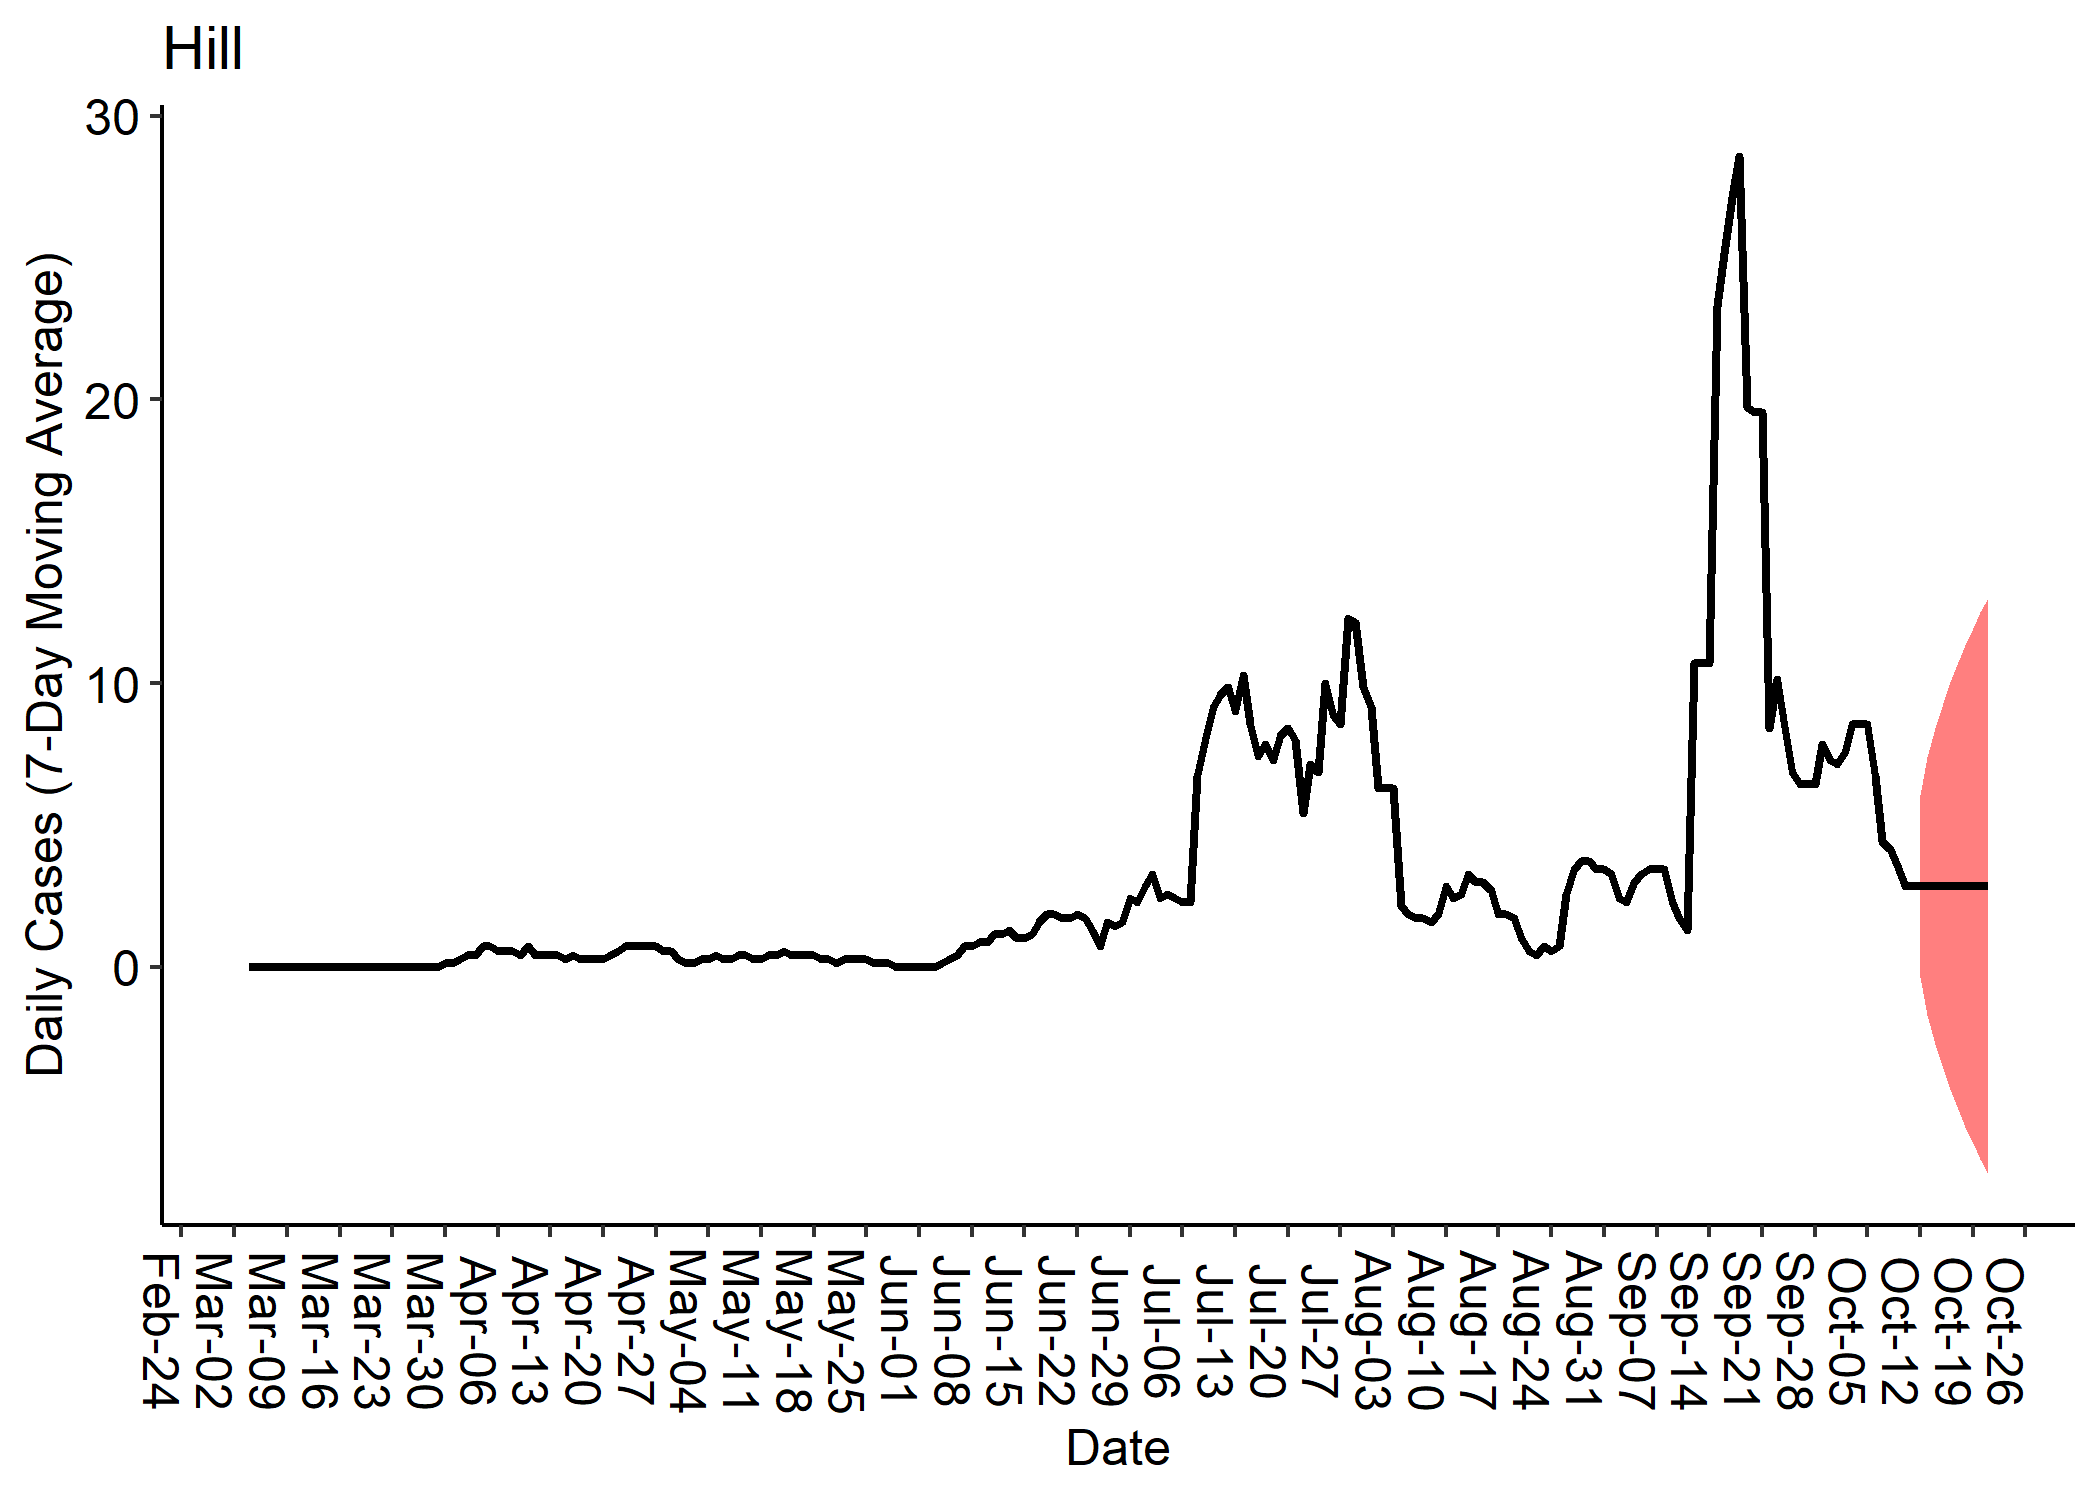 Hill
Daily Cases (7-Day Moving Average)
30
20
10
0
Feb-24
Mar-02
Mar-09
Mar-16
Mar-23
Mar-30
Apr-06
Apr-13
Apr-20
Apr-27
May-04
May-11
May-18
May-25
Jun-01
Jun-08
Jun-15
Jun-22
Jun-29
Jul-06
Jul-13
Jul-20
Jul-27
Aug-03
Aug-10
Aug-17
Aug-24
Aug-31
Sep-07
Sep-14
Sep-21
Sep-28
Oct-05
Oct-12
Oct-19
Oct-26
Date